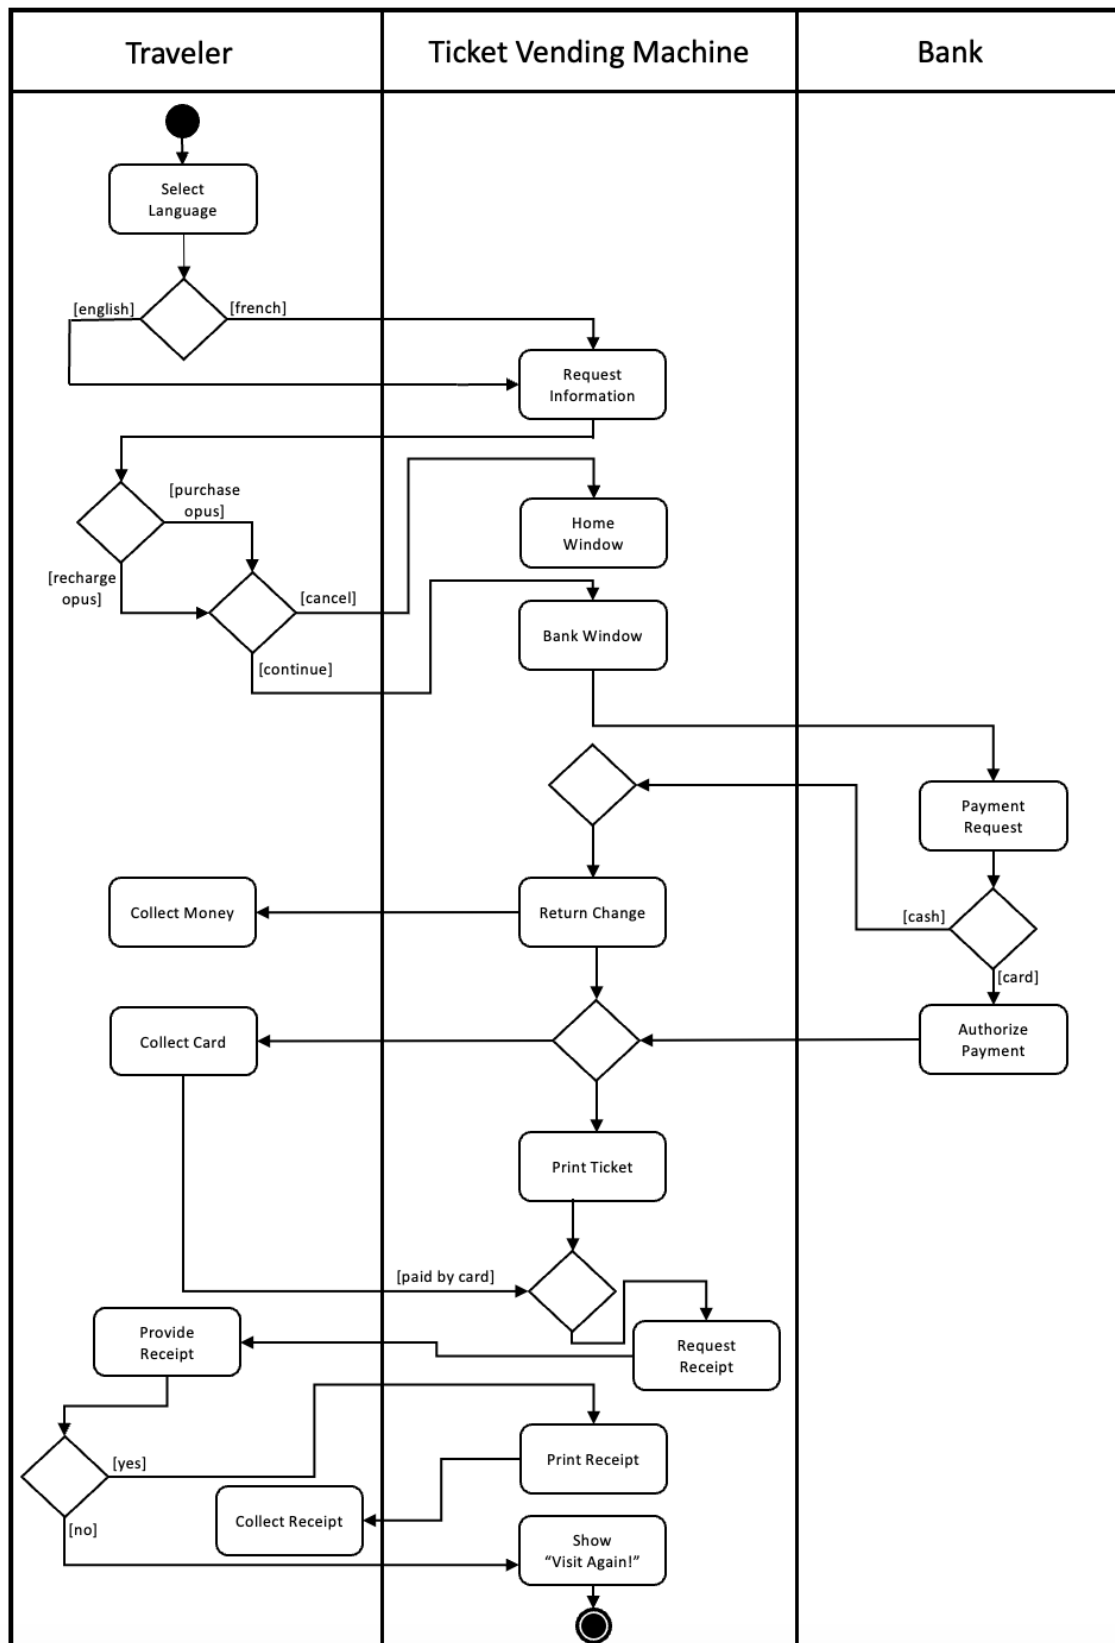 Traveler
Ticket Vending Machine
Bank
Select
Language
[english]
[french]
Request
Information
[purchase
opus]
Home
Window
[recharge
opus]
[cancel]
Bank Window
[continue]
Payment
Request
Collect Money
Return Change
[cash]
[card]
Collect Card
Authorize
Payment
Print Ticket
[paid by card]
Provide
Receipt
Request
Receipt
[yes]
Print Receipt
Collect Receipt
[no]
Show
“Visit Again!”